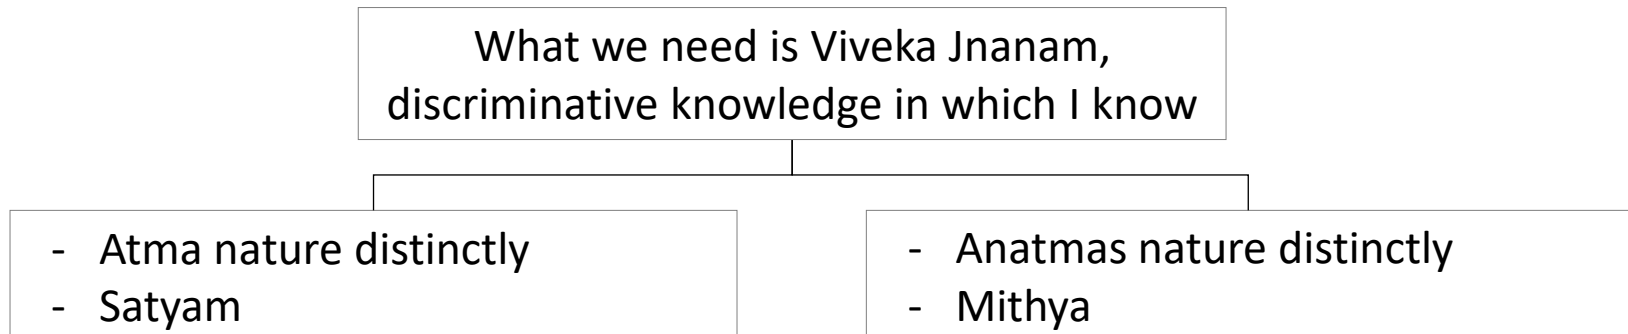 What we need is Viveka Jnanam,
discriminative knowledge in which I know
- Atma nature distinctly
- Satyam
- Anatmas nature distinctly
- Mithya